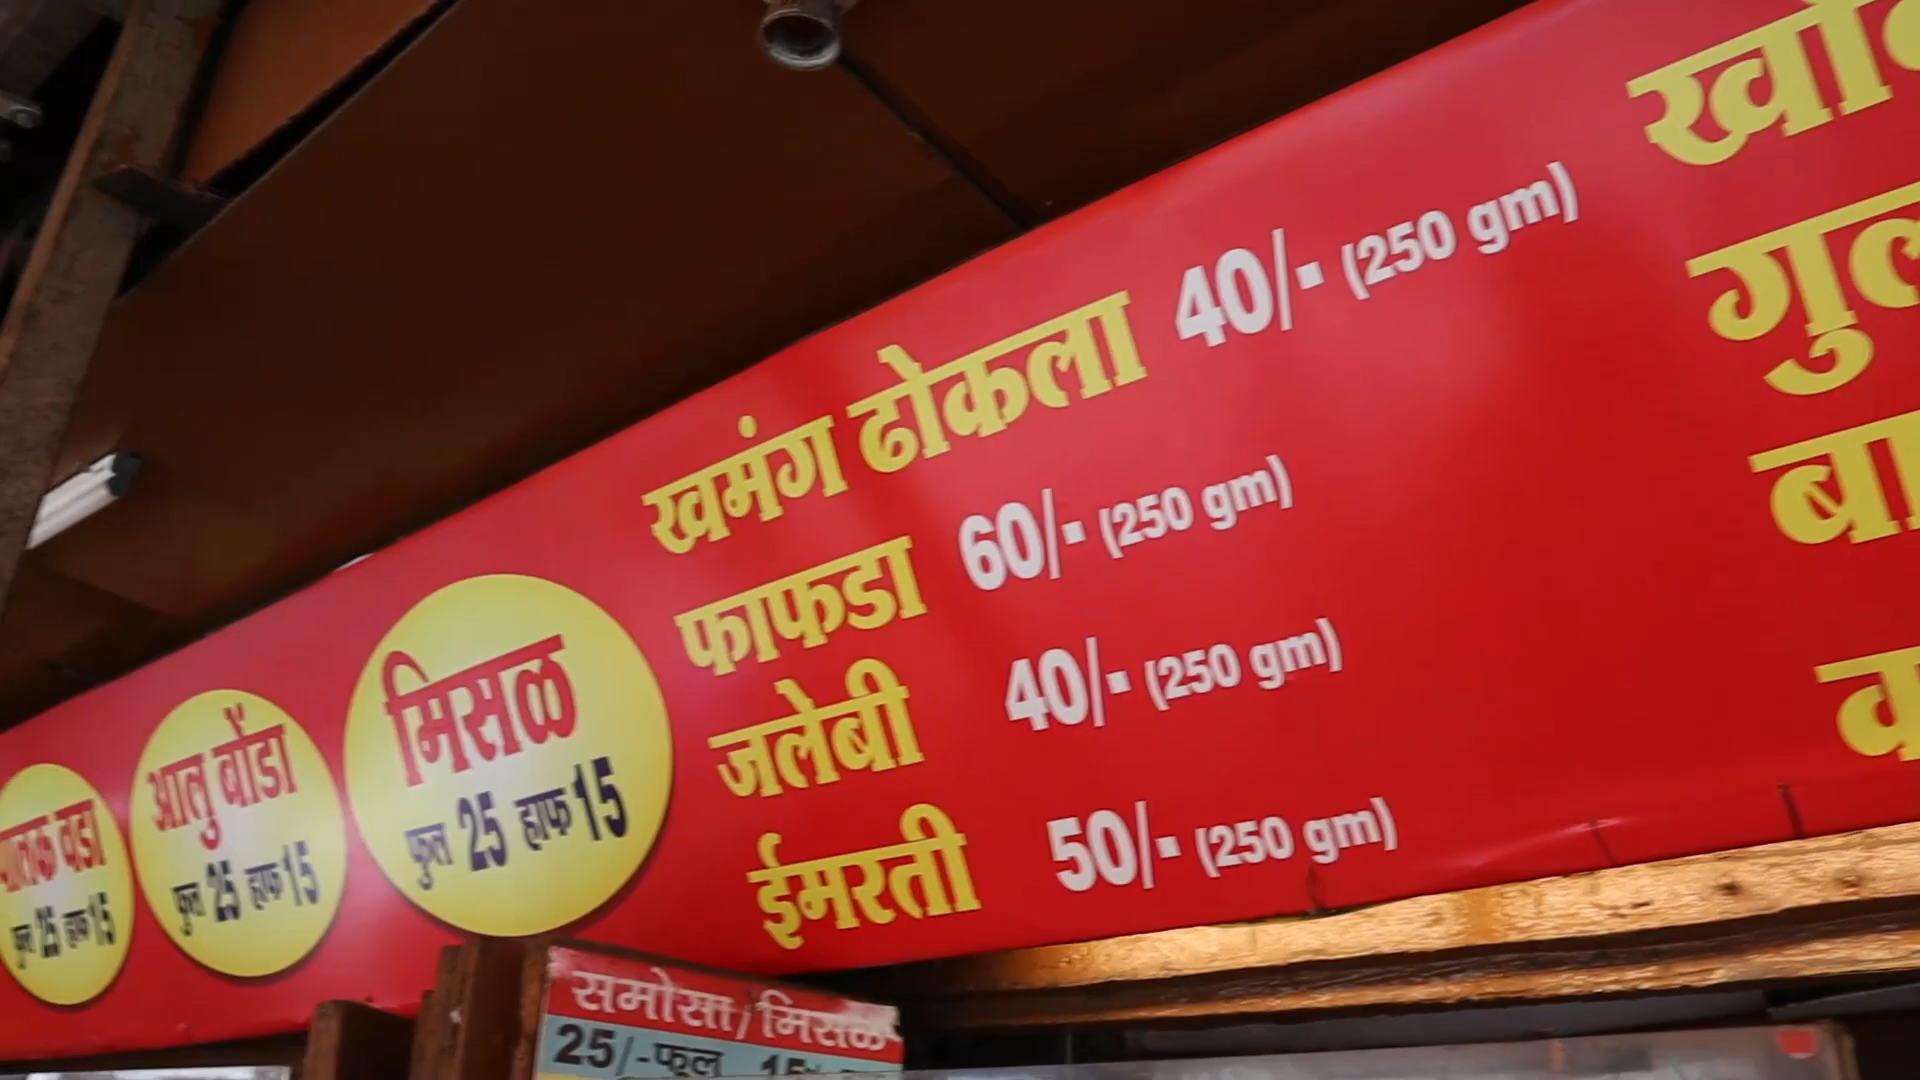 वडा
फुल 25 हाफ 15
आलु बोंडा
फुल 25 हाफ 15
मिसळ
फुल 25 हाफ 15
खमंग ढोकला 40/- (250 gm)
फाफडा 60/- (250 gm)
जलेबी 40/- (250 gm)
ईमरती 50/- (250 gm)
समोसा/मिसळ
25/-फूल